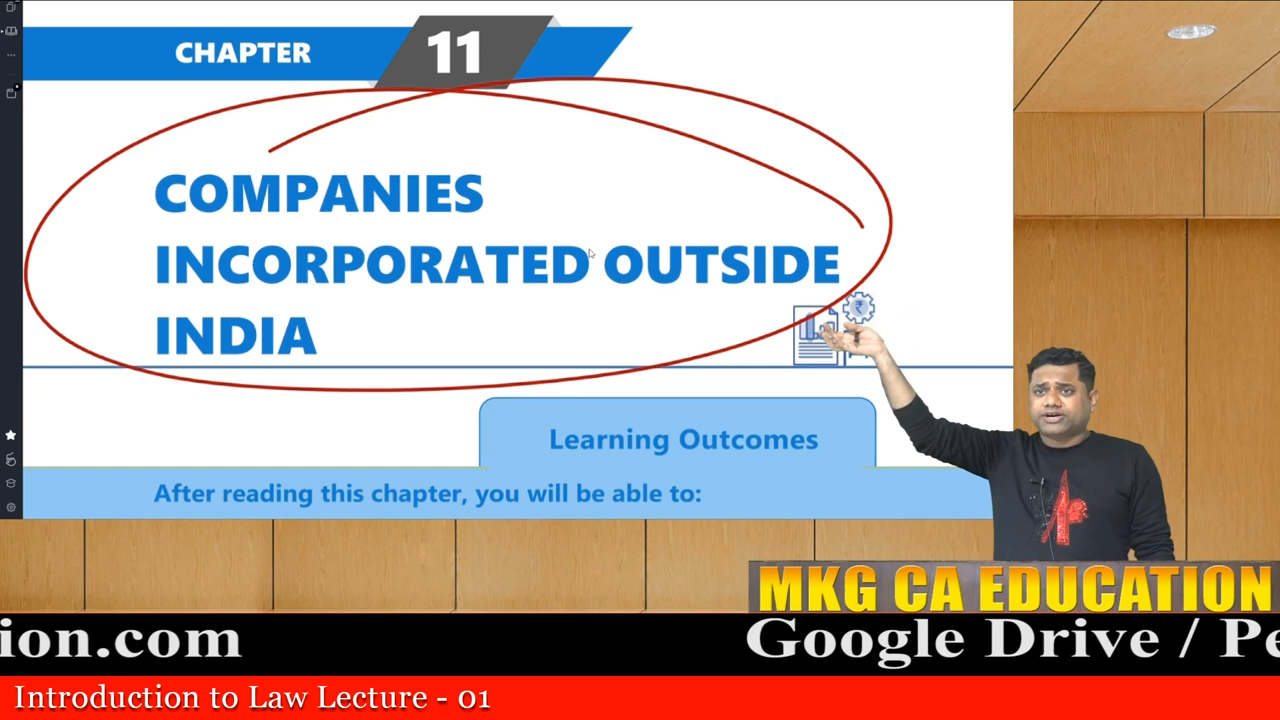 CHAPTER 11
COMPANIES
INCORPORATED OUTSIDE
INDIA
₹
Learning Outcomes
After reading this chapter, you will be able to:
MKG CA EDUCATION
ion.com Google Drive / Pe
Introduction to Law Lecture - 01